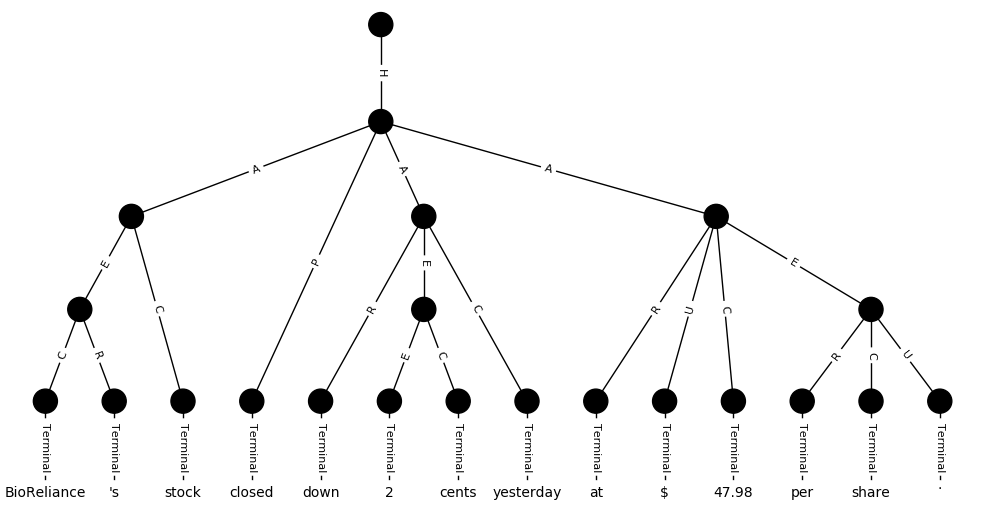 H
A A A
E C P R E C R U C E
C R E C R C U
Terminal Terminal Terminal Terminal Terminal Terminal Terminal Terminal Terminal Terminal Terminal Terminal Terminal Terminal
BioReliance 's stock closed down 2 cents yesterday at $ 47.98 per share .